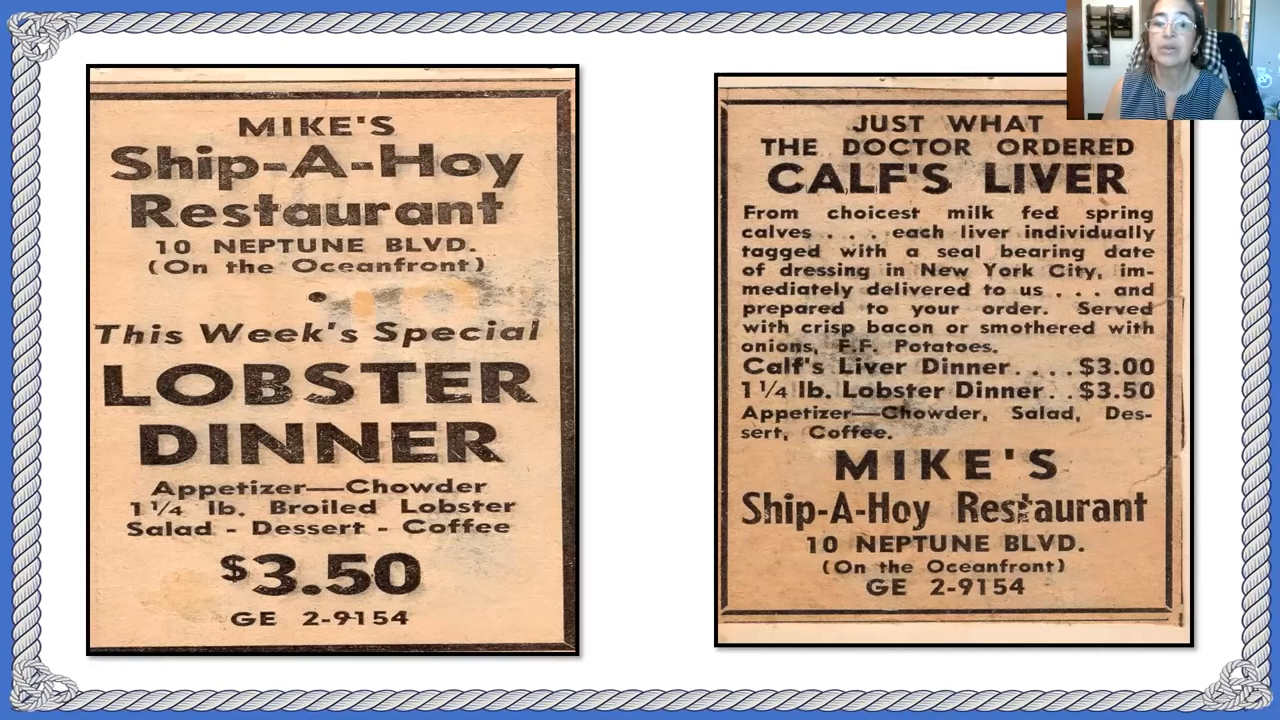 MIKE'S
Ship-A-Hoy
Restaurant
10 NEPTUNE BLVD.
(On the Oceanfront)
This Week's Special
LOBSTER
DINNER
Appetizer—Chowder
1¼ lb. Broiled Lobster
Salad - Dessert - Coffee
$3.50
GE 2-9154
JUST WHAT
THE DOCTOR ORDERED
CALF'S LIVER
From choicest milk fed spring
calves . . . each liver individually
tagged with a seal bearing date
of dressing in New York City, im-
mediately delivered to us . . . and
prepared to your order. Served
with crisp bacon or smothered with
onions, F.F. Potatoes.
Calf's Liver Dinner. . . . $3.00
1¼ lb. Lobster Dinner. . $3.50
Appetizer—Chowder, Salad, Des-
sert, Coffee.
MIKE'S
Ship-A-Hoy Restaurant
10 NEPTUNE BLVD.
(On the Oceanfront)
GE 2-9154